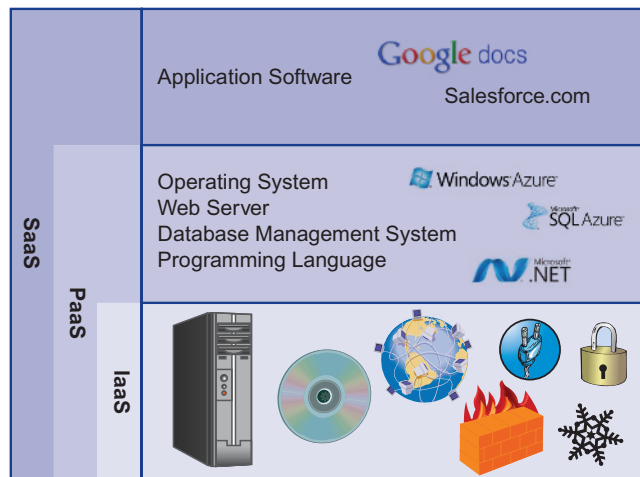 Google docs
Application Software
Salesforce.com
Operating System
Windows Azure
Web Server
Microsoft
SQL Azure
Database Management System
Programming Language
Microsoft
.NET
SaaS
PaaS
IaaS